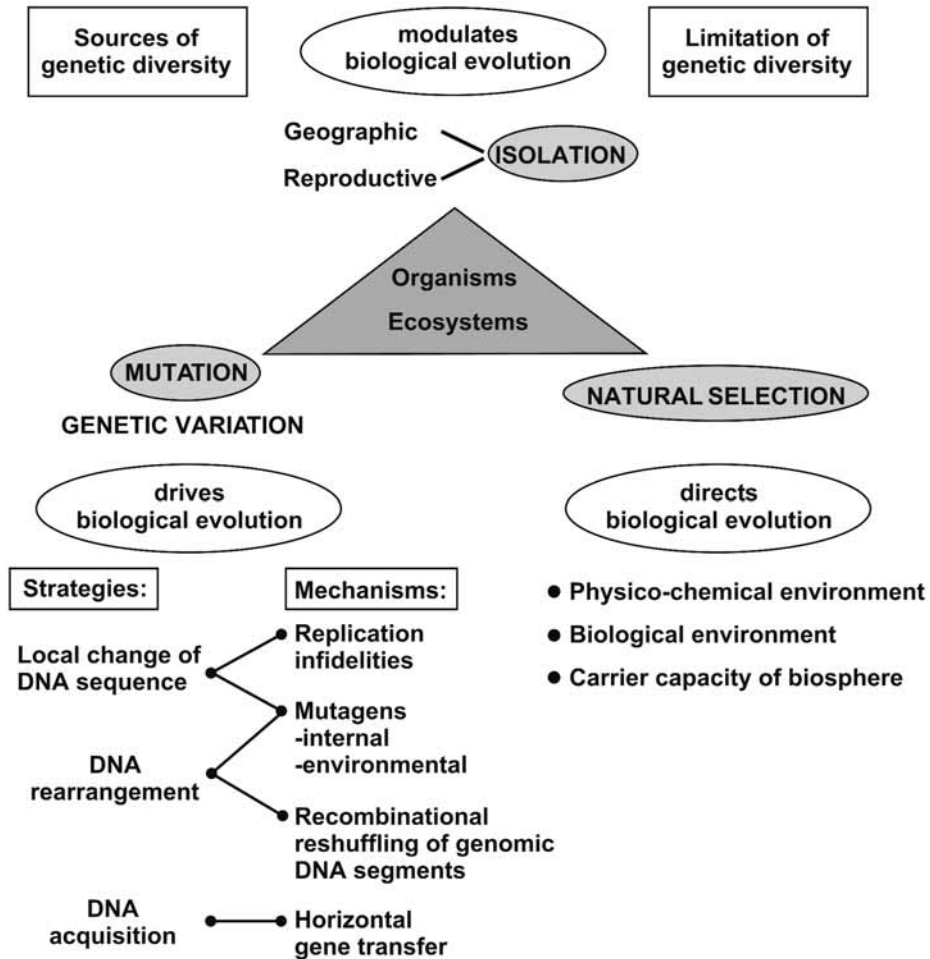 Sources of
genetic diversity
modulates
biological evolution
Limitation of
genetic diversity
Geographic
Reproductive
ISOLATION
Organisms
Ecosystems
MUTATION
GENETIC VARIATION
NATURAL SELECTION
drives
biological evolution
directs
biological evolution
Strategies:
Mechanisms:
Local change of
DNA sequence
DNA
rearrangement
DNA
acquisition
Replication
infidelities
Mutagens
-internal
-environmental
Recombinational
reshuffling of genomic
DNA segments
Horizontal
gene transfer
● Physico-chemical environment
● Biological environment
● Carrier capacity of biosphere